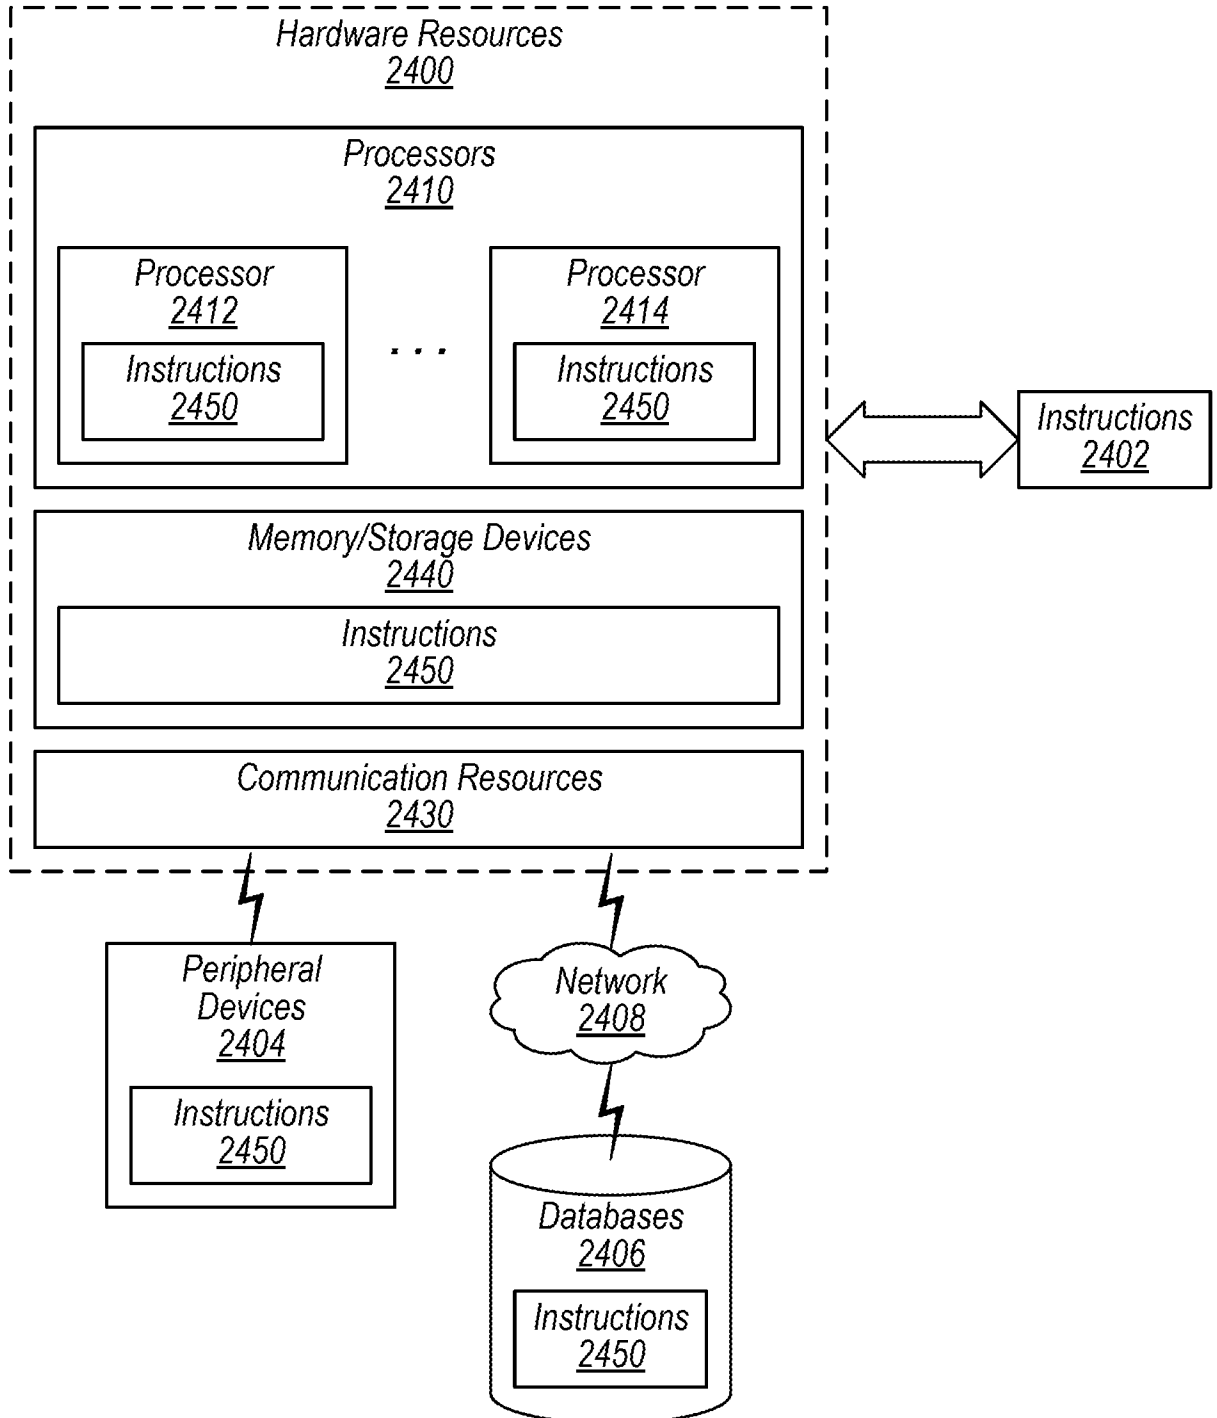 Hardware Resources
2400
Processors
2410
Processor
2412
Instructions
2450
...
Processor
2414
Instructions
2450
Instructions
2402
Memory/Storage Devices
2440
Instructions
2450
Communication Resources
2430
Peripheral
Devices
2404
Instructions
2450
Network
2408
Databases
2406
Instructions
2450